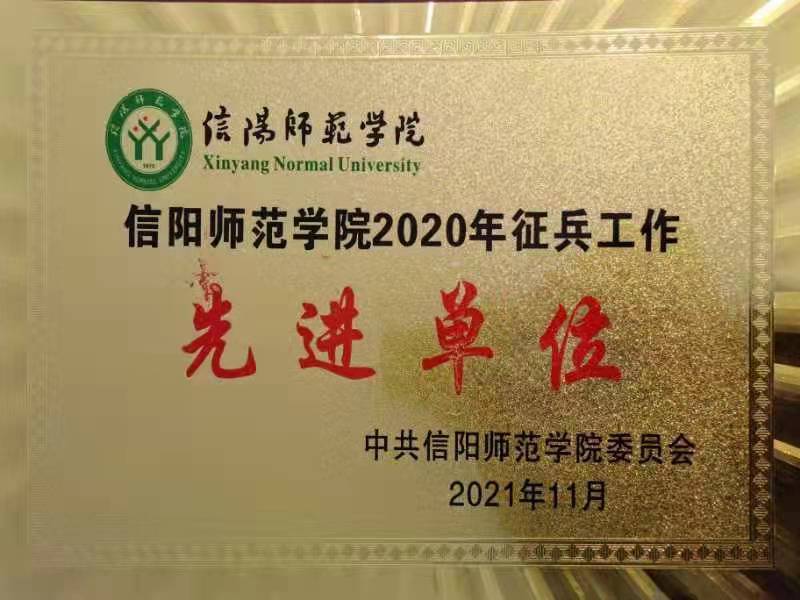 信陽師範學院
Xinyang Normal University
信阳师范学院2020年征兵工作
先进单位
中共信阳师范学院委员会
2021年11月